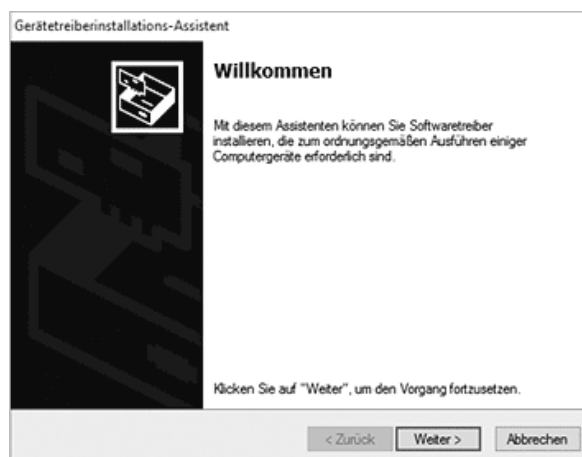 Gerätetreiberinstallations-Assistent
Willkommen
Mit diesem Assistenten können Sie Softwaretreiber
installieren, die zum ordnungsgemäßen Ausführen einiger
Computergeräte erforderlich sind.
Klicken Sie auf "Weiter", um den Vorgang fortzusetzen.
< Zurück Weiter > Abbrechen